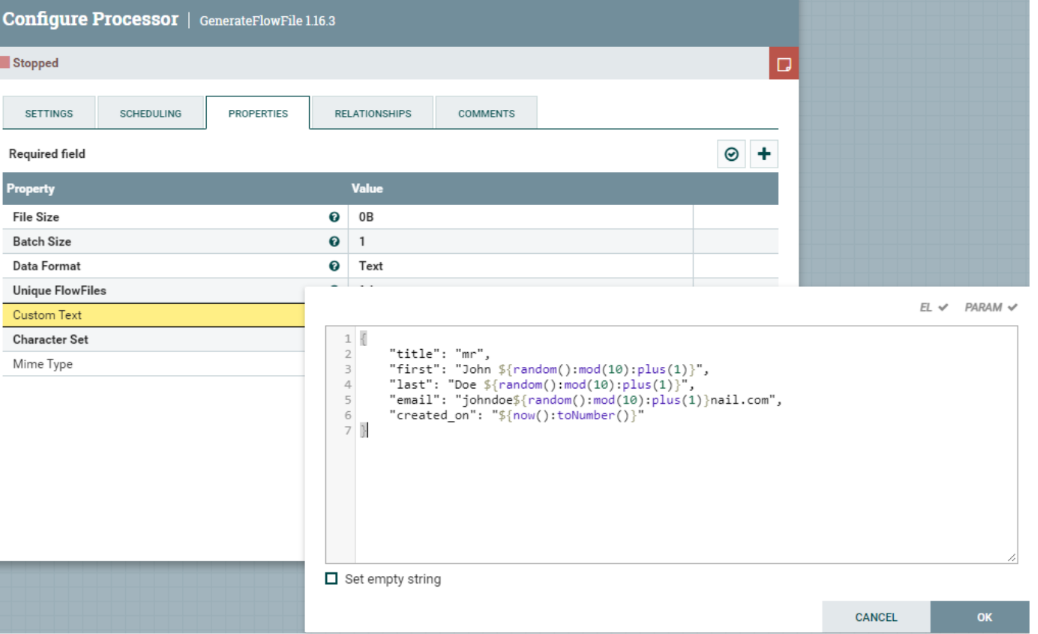 Configure Processor | GenerateFlowFile 1.16.3
Stopped
SETTINGS SCHEDULING PROPERTIES RELATIONSHIPS COMMENTS
Required field
Property Value
File Size 0B
Batch Size 1
Data Format Text
Unique FlowFiles
EL PARAM
Custom Text
Character Set
Mime Type
1 {
2 "title": "mr",
3 "first": "John ${random():mod(10):plus(1)}",
4 "last": "Doe ${random():mod(10):plus(1)}",
5 "email": "johndoe${random():mod(10):plus(1)}nail.com",
6 "created_on": "${now():toNumber()}"
7 }
Set empty string
CANCEL OK